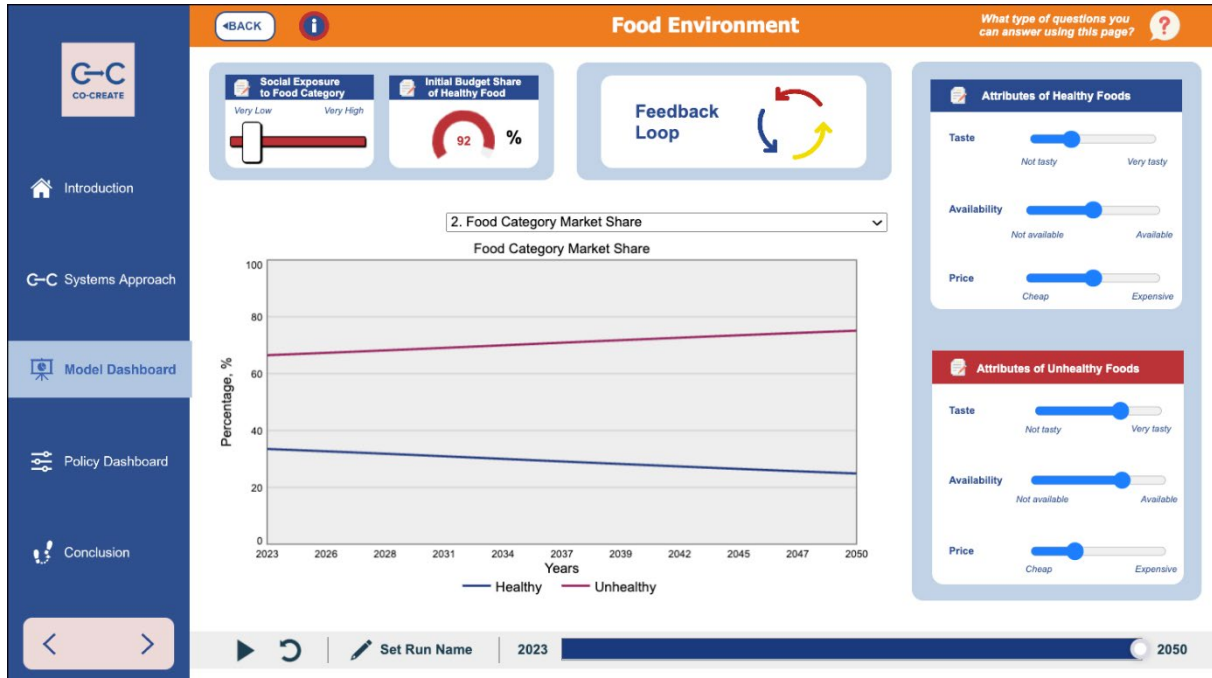 BACK
i
Food Environment
What type of questions you
can answer using this page?
?
C-C
CO-CREATE
Introduction
C-C Systems Approach
Model Dashboard
Policy Dashboard
Conclusion
Social Exposure
to Food Category
Very Low Very High
Initial Budget Share
of Healthy Food
92 %
Feedback
Loop
2. Food Category Market Share
Food Category Market Share
Percentage, %
100
80
60
40
20
0
2023 2026 2028 2031 2034 2037 2039 2042 2045 2047 2050
Years
Healthy Unhealthy
Attributes of Healthy Foods
Taste
Not tasty Very tasty
Availability
Not available Available
Price
Cheap Expensive
Attributes of Unhealthy Foods
Taste
Not tasty Very tasty
Availability
Not available Available
Price
Cheap Expensive
Set Run Name 2023 2050